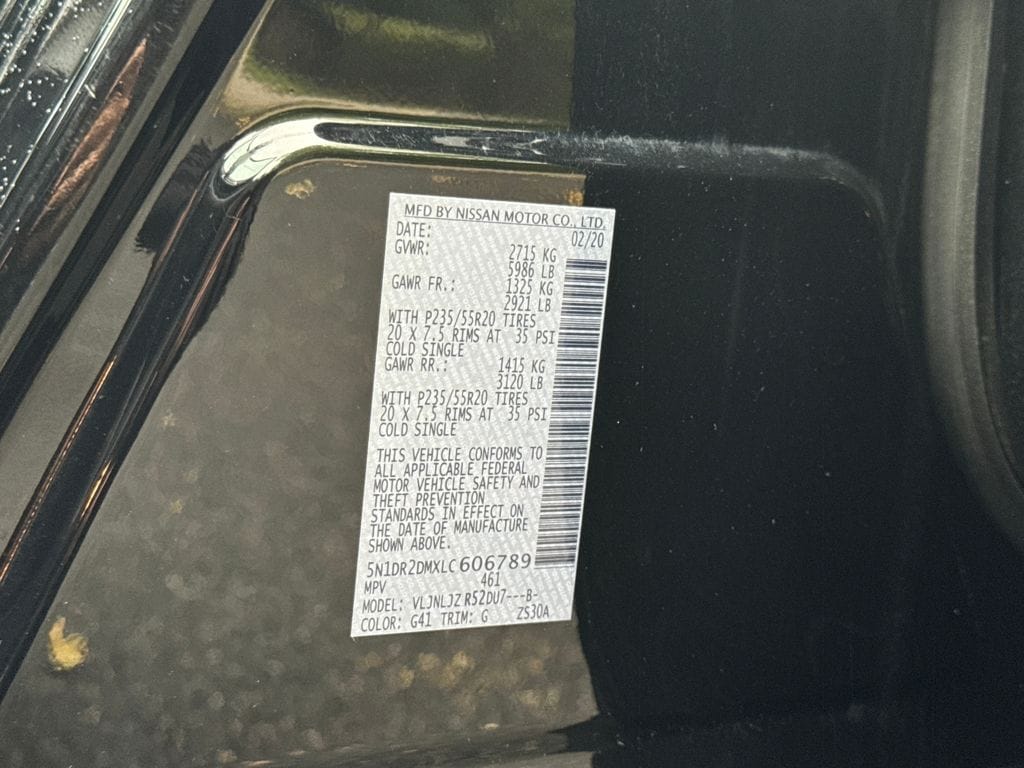 MFD BY NISSAN MOTOR CO., LTD.
DATE: 02/20
GVWR: 2715 KG
5986 LB
GAWR FR.: 1325 KG
2921 LB
WITH P235/55R20 TIRES
20 X 7.5 RIMS AT 35 PSI
COLD SINGLE
GAWR RR.: 1415 KG
3120 LB
WITH P235/55R20 TIRES
20 X 7.5 RIMS AT 35 PSI
COLD SINGLE
THIS VEHICLE CONFORMS TO
ALL APPLICABLE FEDERAL
MOTOR VEHICLE SAFETY AND
THEFT PREVENTION
STANDARDS IN EFFECT ON
THE DATE OF MANUFACTURE
SHOWN ABOVE.
5N1DR2DMXLC606789
MPV 461
MODEL: VLJNLJZ R52DU7---B-
COLOR: G41 TRIM: G ZS30A